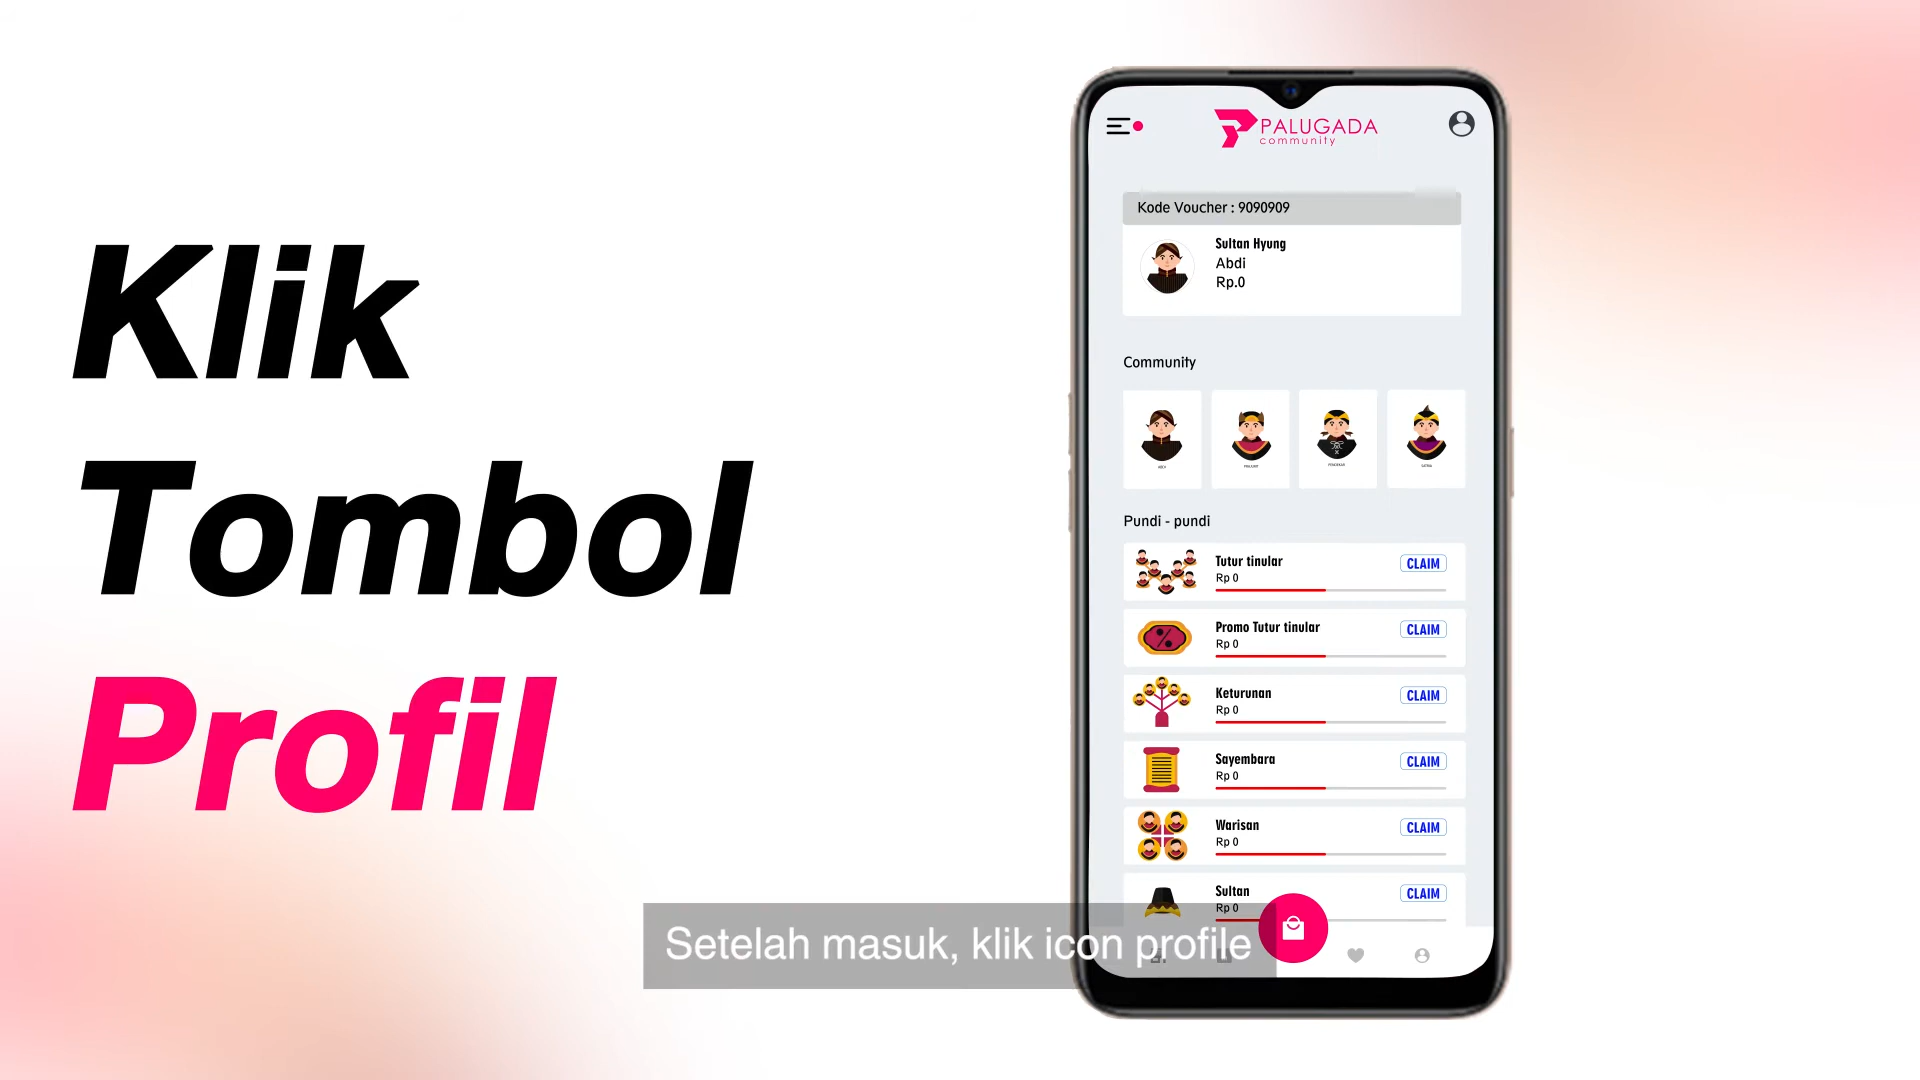 Klik
Tombol
Profil
PALUGADA
community
Kode Voucher : 9090909
Sultan Hyung
Abdi
Rp.0
Community
ABDI
SATRIA
Pundi - pundi
Tutur tinular
Rp 0
CLAIM
Promo Tutur tinular
Rp 0
CLAIM
Keturunan
Rp 0
CLAIM
Sayembara
Rp 0
CLAIM
Warisan
Rp 0
CLAIM
Sultan
Rp 0
CLAIM
Setelah masuk, klik icon profile